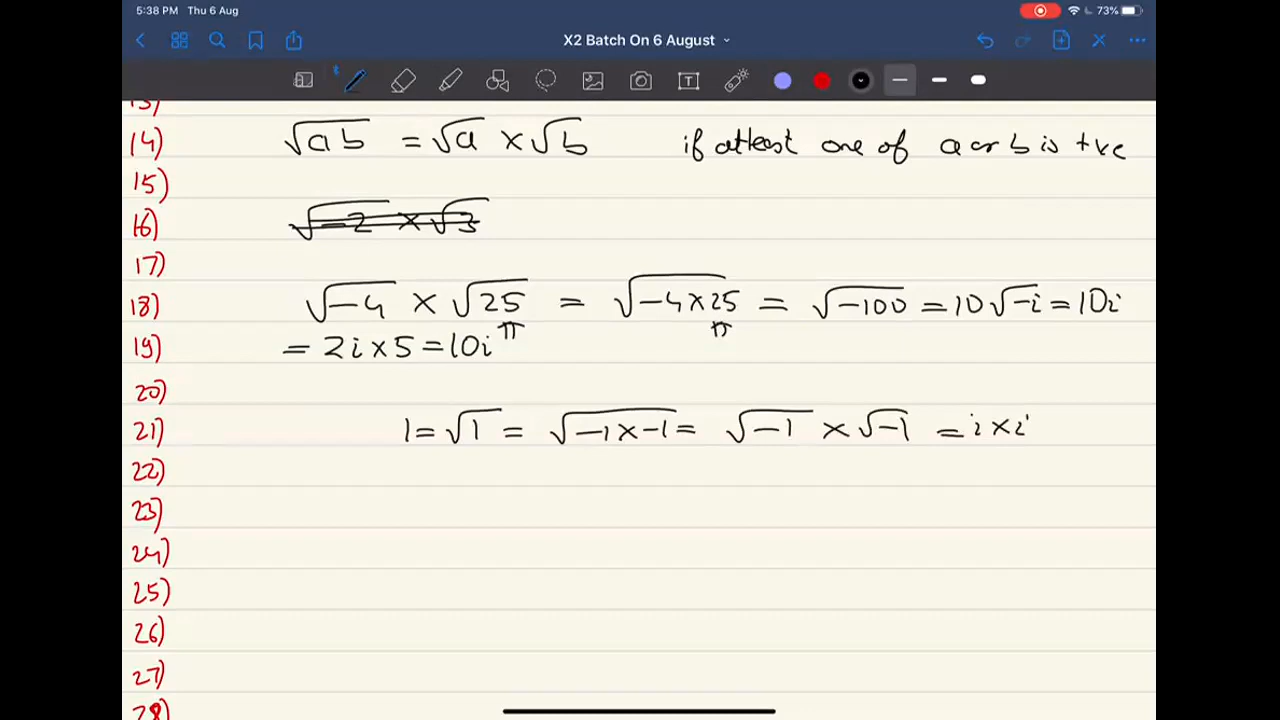 5:38 PM Thu 6 Aug 73%
X2 Batch On 6 August
13)
14) √ab = √a × √b if atleast one of a or b is +ve
15)
16) √-2 × √3
17)
18) √-4 × √25 = √-4×25 = √-100 = 10√-i = 10i
π π
19) = 2i×5 = 10i
20)
21) 1 = √1 = √-1×-1 = √-1 × √-1 = i×i
22)
23)
24)
25)
26)
27)
28)